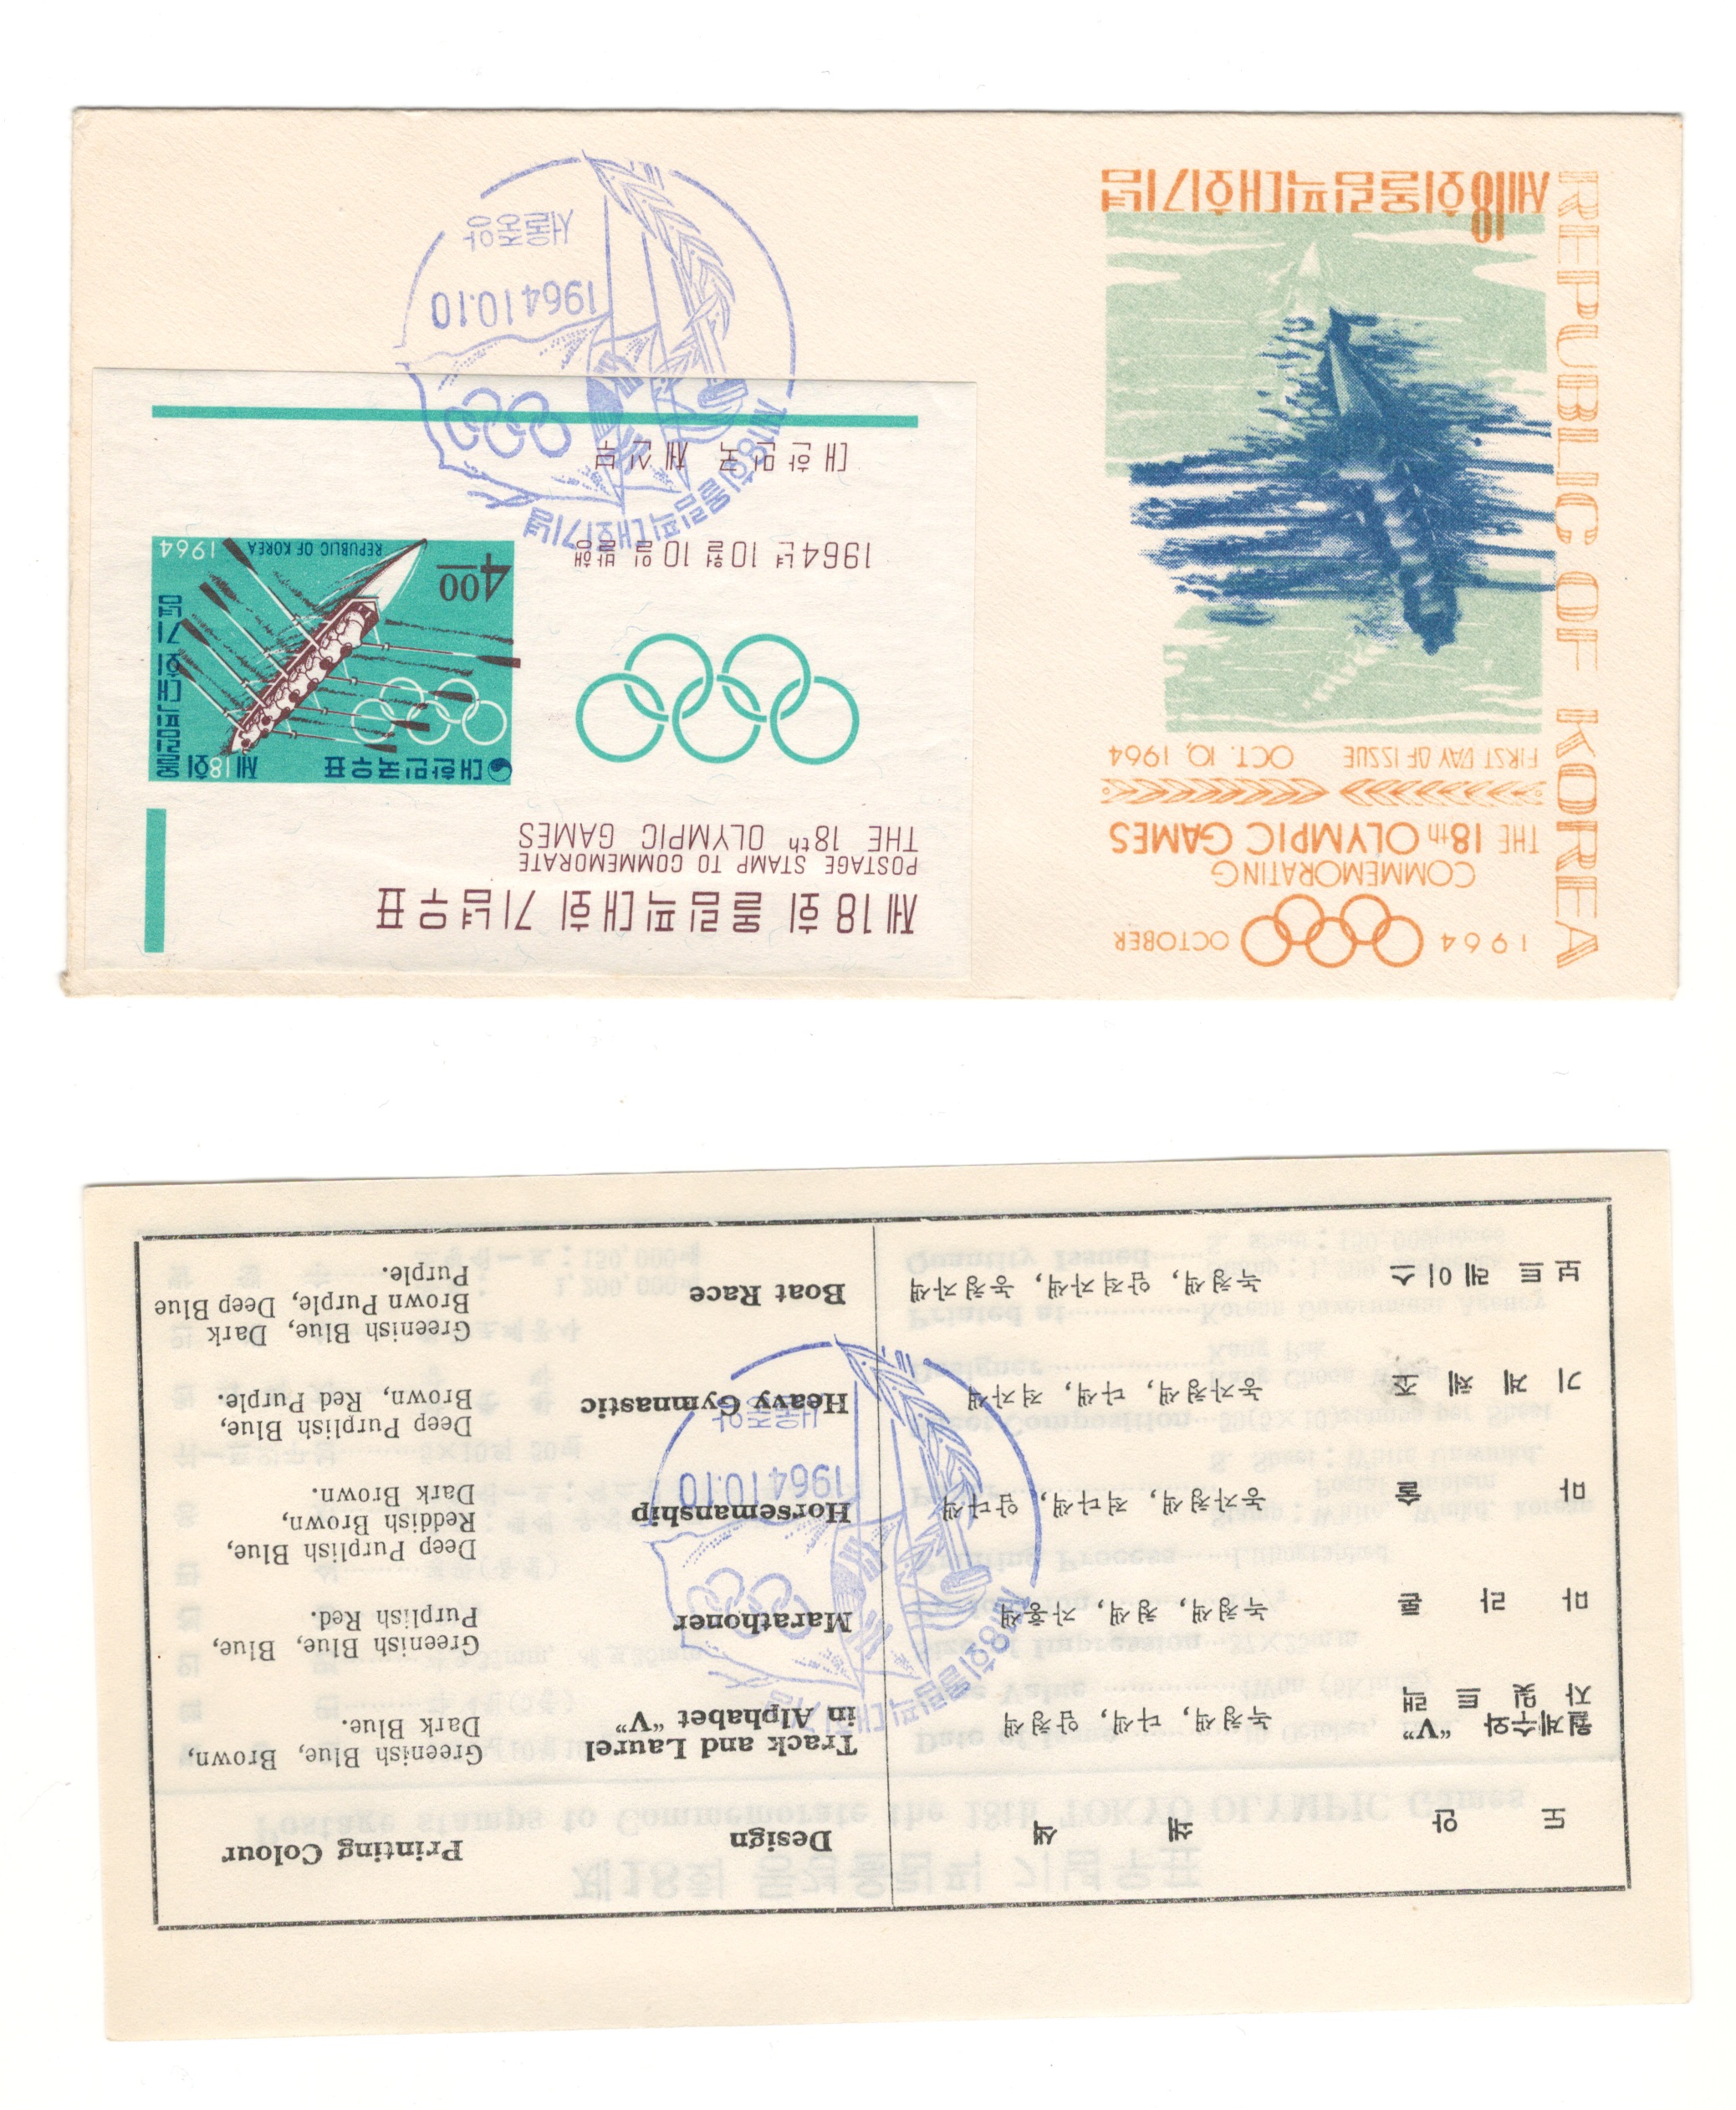 도 안 쇄 색 Design Printing Colour
월계수와 “V” 자 및 트 랙 녹청색, 다색, 암청색
Track and Laurel
in Alphabet “V”
Greenish Blue, Brown,
Dark Blue.
마 라 톤 녹청색, 청색, 자홍색
Marathoner
Greenish Blue, Blue,
Purplish Red.
마 술 농자청색, 적다색, 암다색
Horsemanship
Deep Purplish Blue,
Reddish Brown,
Dark Brown.
기 계 체 조 농자청색, 다색, 적자색
Heavy Gymnastic
Deep Purplish Blue,
Brown, Red Purple.
보트 레이스 녹청색, 암적자색, 농청자색
Boat Race
Greenish Blue, Dark
Brown Purple, Deep Blue
Purple.
제18회올림픽대회기념
1964 10.10
서울중앙
REPUBLIC OF KOREA
1964 OCTOBER
COMMEMORATING
THE 18th OLYMPIC GAMES
FIRST DAY OF ISSUE OCT. 10, 1964
제18회올림픽대회기념
제18회 올림픽대회 기념우표
POSTAGE STAMP TO COMMEMORATE
THE 18th OLYMPIC GAMES
대한민국우표 제18회 올림픽대회 기념
400
REPUBLIC OF KOREA 1964
1964년 10월 10일 발행
대한민국 체신부
제18회올림픽대회기념
1964 10.10
서울중앙